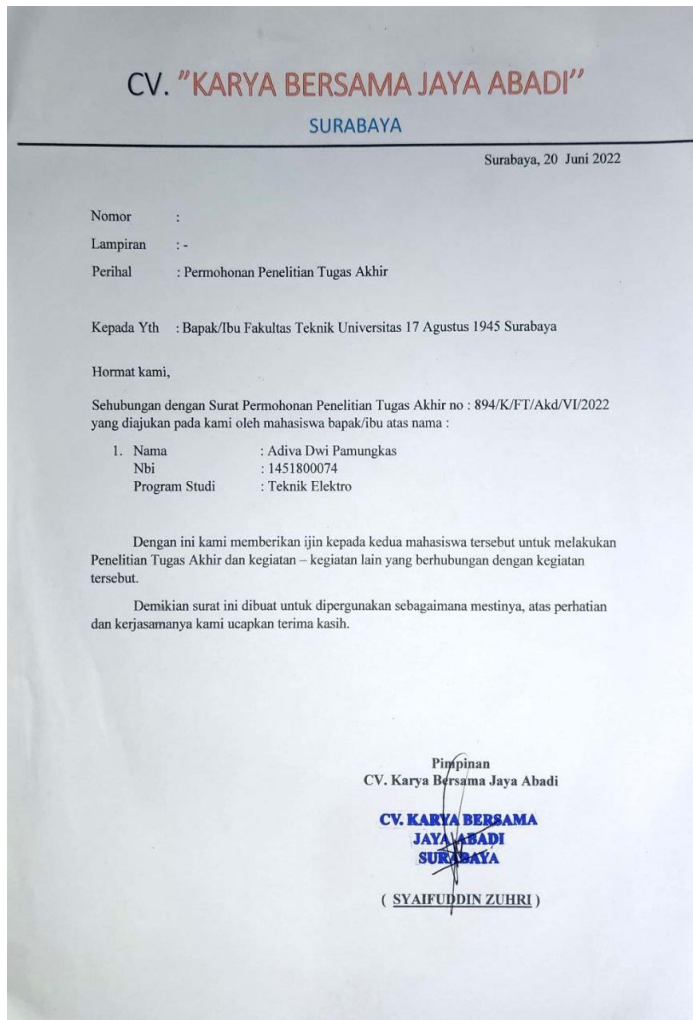 CV. "KARYA BERSAMA JAYA ABADI"
SURABAYA
Surabaya, 20 Juni 2022
Nomor :
Lampiran : -
Perihal : Permohonan Penelitian Tugas Akhir
Kepada Yth : Bapak/Ibu Fakultas Teknik Universitas 17 Agustus 1945 Surabaya
Hormat kami,
Sehubungan dengan Surat Permohonan Penelitian Tugas Akhir no : 894/K/FT/Akd/VI/2022
yang diajukan pada kami oleh mahasiswa bapak/ibu atas nama :
1. Nama : Adiva Dwi Pamungkas
Nbi : 1451800074
Program Studi : Teknik Elektro
Dengan ini kami memberikan ijin kepada kedua mahasiswa tersebut untuk melakukan
Penelitian Tugas Akhir dan kegiatan – kegiatan lain yang berhubungan dengan kegiatan
tersebut.
Demikian surat ini dibuat untuk dipergunakan sebagaimana mestinya, atas perhatian
dan kerjasamanya kami ucapkan terima kasih.
Pimpinan
CV. Karya Bersama Jaya Abadi
CV. KARYA BERSAMA
JAYA ABADI
SURABAYA
( SYAIFUDDIN ZUHRI )